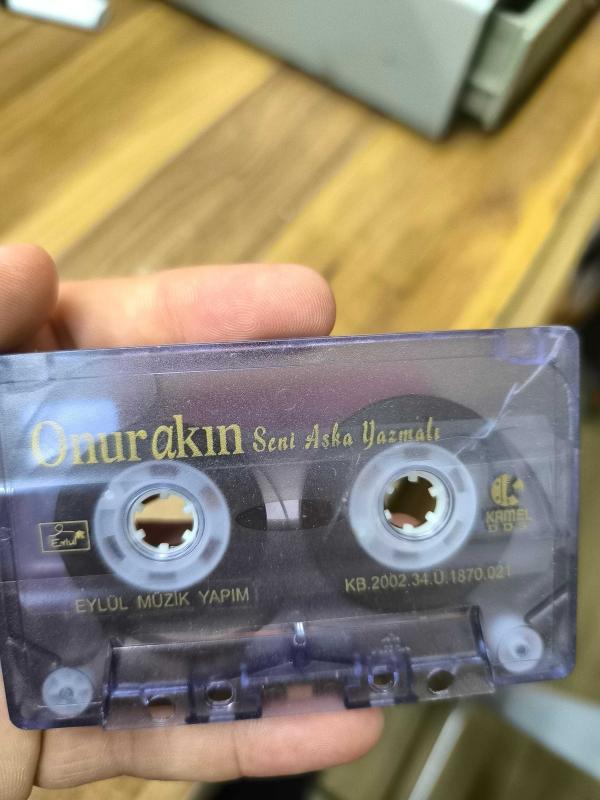 Onurakın Seni Aşka Yazmalı
Eylül
KAMEL
EYLÜL MÜZİK YAPIM
KB.2002.34.Ü.1870.021